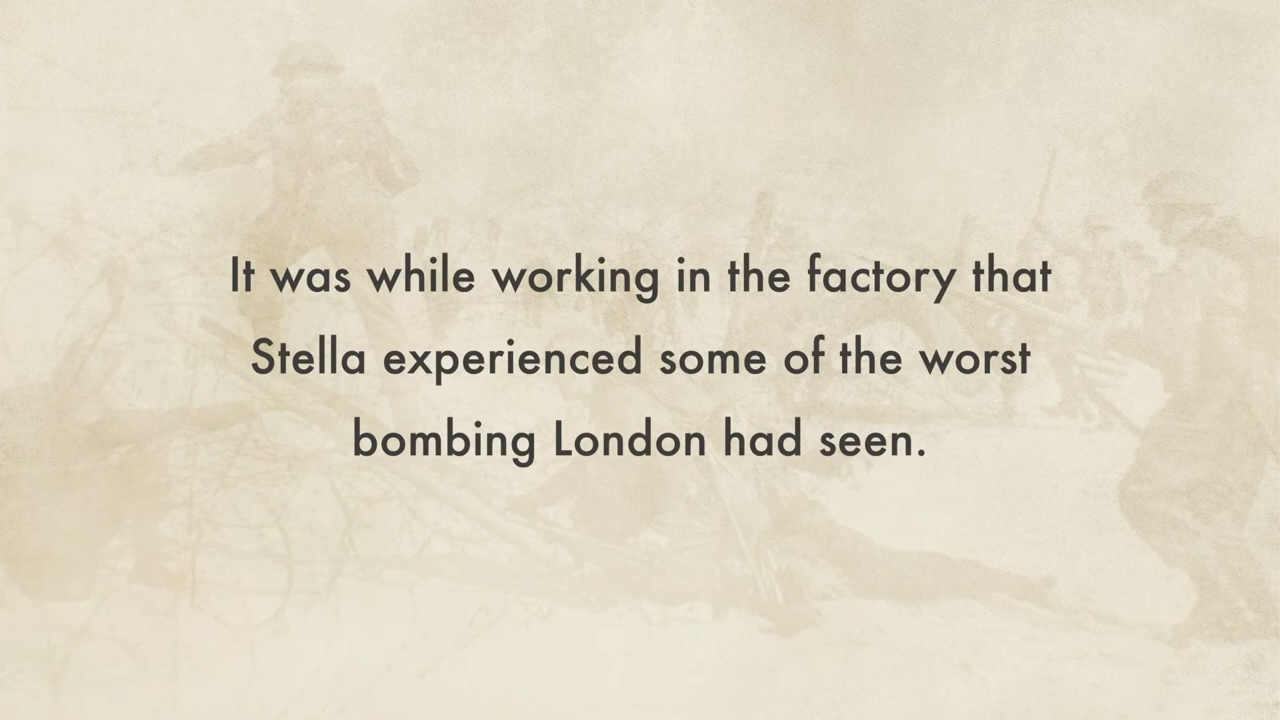 It was while working in the factory that
Stella experienced some of the worst
bombing London had seen.